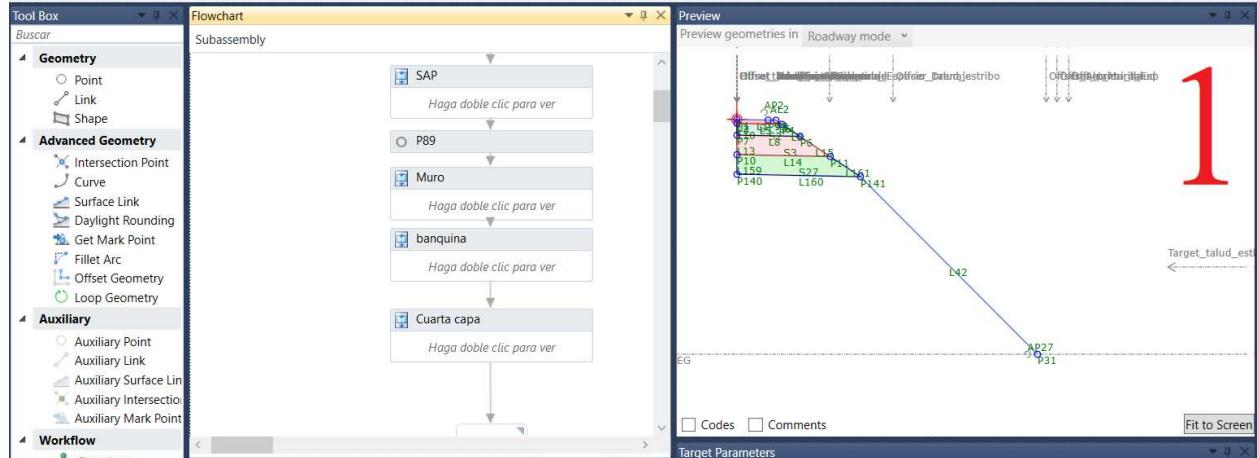 Tool Box
Buscar
Geometry
Point
Link
Shape
Advanced Geometry
Intersection Point
Curve
Surface Link
Daylight Rounding
Get Mark Point
Fillet Arc
Offset Geometry
Loop Geometry
Auxiliary
Auxiliary Point
Auxiliary Link
Auxiliary Surface Lin
Auxiliary Intersectio
Auxiliary Mark Point
Workflow
Flowchart
Subassembly
SAP
Haga doble clic para ver
P89
Muro
Haga doble clic para ver
banquina
Haga doble clic para ver
Cuarta capa
Haga doble clic para ver
Preview
Preview geometries in Roadway mode
1
AP2
AE2
P6
L8
P7
L13
S3
L15
P10
L14
P11
L159
S27
L161
P140
L160
P141
Target_talud_esti
L42
AP27
EG
P31
Codes
Comments
Fit to Screen
Target Parameters